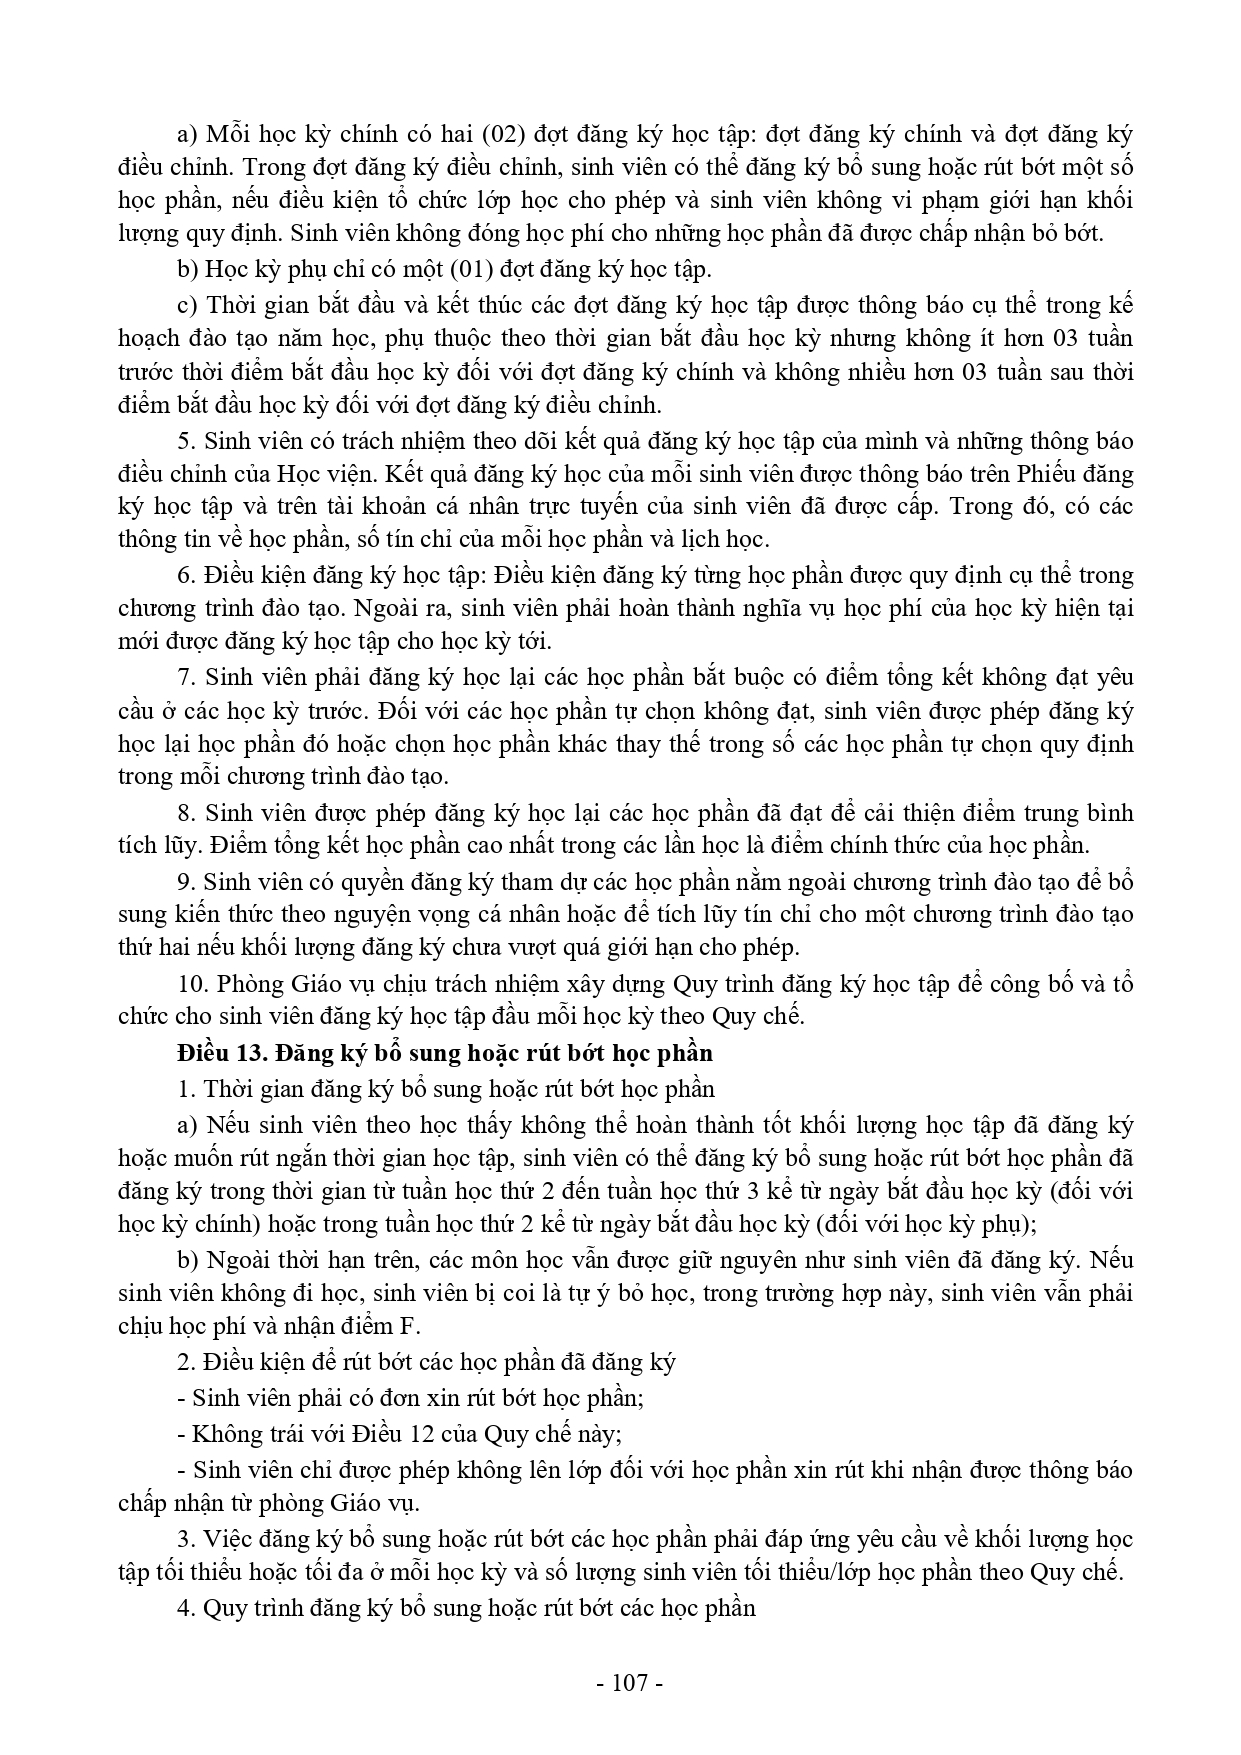 a) Mỗi học kỳ chính có hai (02) đợt đăng ký học tập: đợt đăng ký chính và đợt đăng ký
điều chỉnh. Trong đợt đăng ký điều chỉnh, sinh viên có thể đăng ký bổ sung hoặc rút bớt một số
học phần, nếu điều kiện tổ chức lớp học cho phép và sinh viên không vi phạm giới hạn khối
lượng quy định. Sinh viên không đóng học phí cho những học phần đã được chấp nhận bỏ bớt.
b) Học kỳ phụ chỉ có một (01) đợt đăng ký học tập.
c) Thời gian bắt đầu và kết thúc các đợt đăng ký học tập được thông báo cụ thể trong kế
hoạch đào tạo năm học, phụ thuộc theo thời gian bắt đầu học kỳ nhưng không ít hơn 03 tuần
trước thời điểm bắt đầu học kỳ đối với đợt đăng ký chính và không nhiều hơn 03 tuần sau thời
điểm bắt đầu học kỳ đối với đợt đăng ký điều chỉnh.
5. Sinh viên có trách nhiệm theo dõi kết quả đăng ký học tập của mình và những thông báo
điều chỉnh của Học viện. Kết quả đăng ký học của mỗi sinh viên được thông báo trên Phiếu đăng
ký học tập và trên tài khoản cá nhân trực tuyến của sinh viên đã được cấp. Trong đó, có các
thông tin về học phần, số tín chỉ của mỗi học phần và lịch học.
6. Điều kiện đăng ký học tập: Điều kiện đăng ký từng học phần được quy định cụ thể trong
chương trình đào tạo. Ngoài ra, sinh viên phải hoàn thành nghĩa vụ học phí của học kỳ hiện tại
mới được đăng ký học tập cho học kỳ tới.
7. Sinh viên phải đăng ký học lại các học phần bắt buộc có điểm tổng kết không đạt yêu
cầu ở các học kỳ trước. Đối với các học phần tự chọn không đạt, sinh viên được phép đăng ký
học lại học phần đó hoặc chọn học phần khác thay thế trong số các học phần tự chọn quy định
trong mỗi chương trình đào tạo.
8. Sinh viên được phép đăng ký học lại các học phần đã đạt để cải thiện điểm trung bình
tích lũy. Điểm tổng kết học phần cao nhất trong các lần học là điểm chính thức của học phần.
9. Sinh viên có quyền đăng ký tham dự các học phần nằm ngoài chương trình đào tạo để bổ
sung kiến thức theo nguyện vọng cá nhân hoặc để tích lũy tín chỉ cho một chương trình đào tạo
thứ hai nếu khối lượng đăng ký chưa vượt quá giới hạn cho phép.
10. Phòng Giáo vụ chịu trách nhiệm xây dựng Quy trình đăng ký học tập để công bố và tổ
chức cho sinh viên đăng ký học tập đầu mỗi học kỳ theo Quy chế.
Điều 13. Đăng ký bổ sung hoặc rút bớt học phần
1. Thời gian đăng ký bổ sung hoặc rút bớt học phần
a) Nếu sinh viên theo học thấy không thể hoàn thành tốt khối lượng học tập đã đăng ký
hoặc muốn rút ngắn thời gian học tập, sinh viên có thể đăng ký bổ sung hoặc rút bớt học phần đã
đăng ký trong thời gian từ tuần học thứ 2 đến tuần học thứ 3 kể từ ngày bắt đầu học kỳ (đối với
học kỳ chính) hoặc trong tuần học thứ 2 kể từ ngày bắt đầu học kỳ (đối với học kỳ phụ);
b) Ngoài thời hạn trên, các môn học vẫn được giữ nguyên như sinh viên đã đăng ký. Nếu
sinh viên không đi học, sinh viên bị coi là tự ý bỏ học, trong trường hợp này, sinh viên vẫn phải
chịu học phí và nhận điểm F.
2. Điều kiện để rút bớt các học phần đã đăng ký
- Sinh viên phải có đơn xin rút bớt học phần;
- Không trái với Điều 12 của Quy chế này;
- Sinh viên chỉ được phép không lên lớp đối với học phần xin rút khi nhận được thông báo
chấp nhận từ phòng Giáo vụ.
3. Việc đăng ký bổ sung hoặc rút bớt các học phần phải đáp ứng yêu cầu về khối lượng học
tập tối thiểu hoặc tối đa ở mỗi học kỳ và số lượng sinh viên tối thiểu/lớp học phần theo Quy chế.
4. Quy trình đăng ký bổ sung hoặc rút bớt các học phần
- 107 -